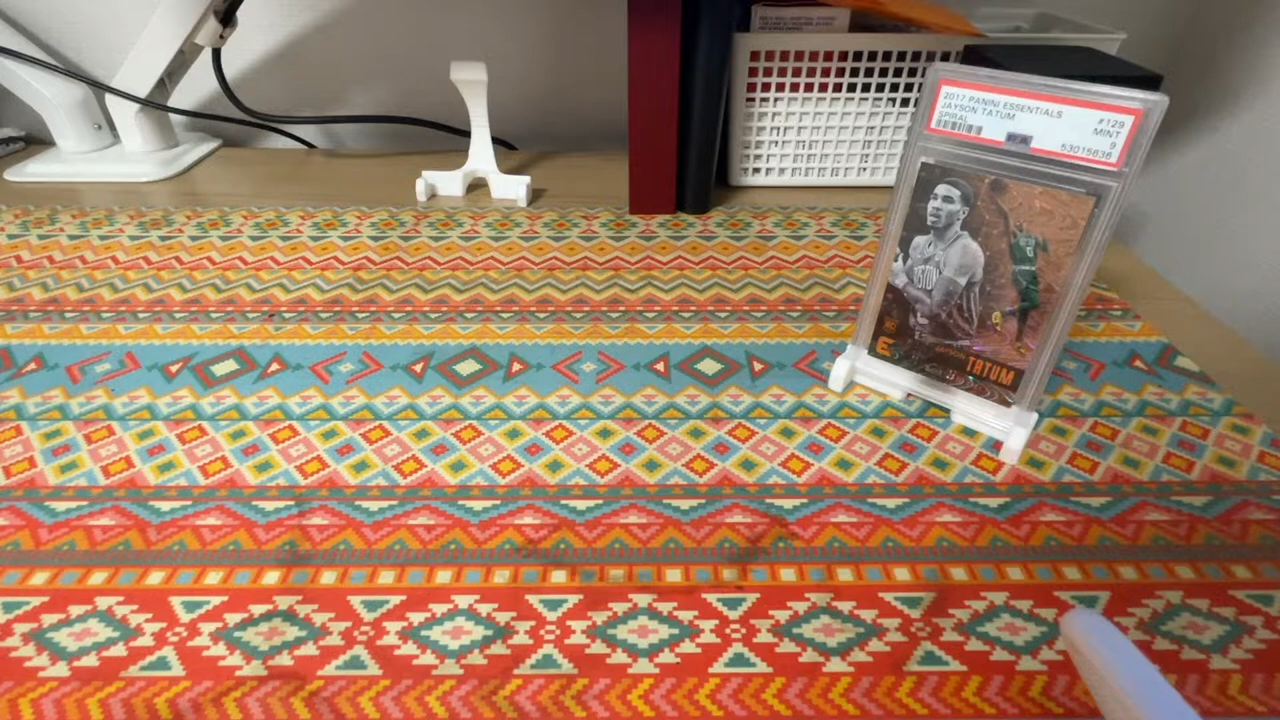 2017 PANINI ESSENTIALS
JAYSON TATUM
SPIRAL
#129
MINT
9
53015636
TATUM